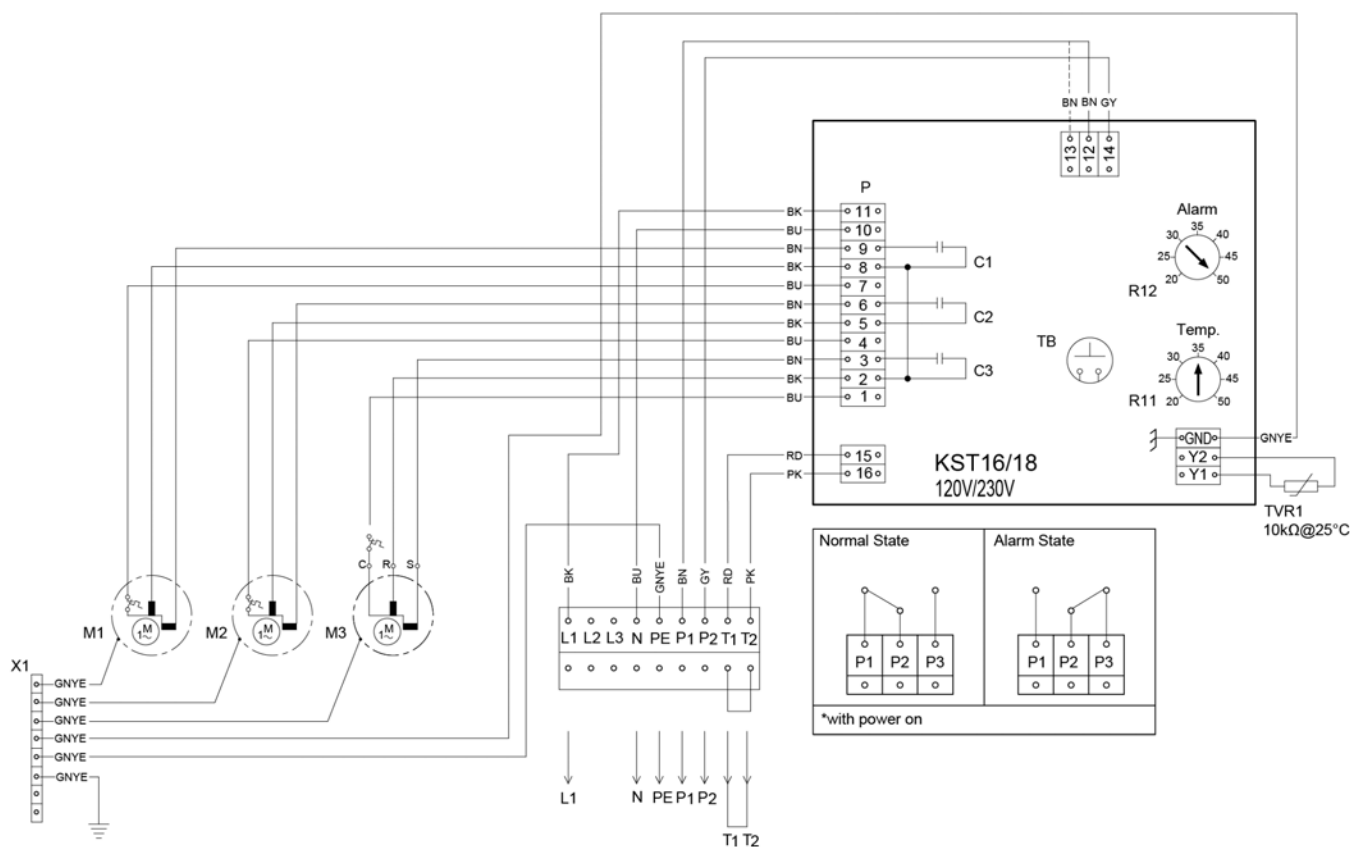 BN BN GY
13 12 14
P
BK 11
BU 10
BN 9
BK 8
BU 7
BN 6
BK 5
BU 4
BN 3
BK 2
BU 1
C1
C2
C3
RD 15
PK 16
Alarm
20 25 30 35 40 45 50
R12
TB
Temp.
20 25 30 35 40 45 50
R11
GND GNYE
Y2
Y1
KST16/18
120V/230V
TVR1
10kΩ@25°C
Normal State
P1 P2 P3
Alarm State
P1 P2 P3
*with power on
C R S
M
1~
M1
M
1~
M2
M
1~
M3
X1
GNYE
GNYE
GNYE
GNYE
GNYE
GNYE
BK BU GNYE BN GY RD PK
L1 L2 L3 N PE P1 P2 T1 T2
L1 N PE P1 P2
T1 T2